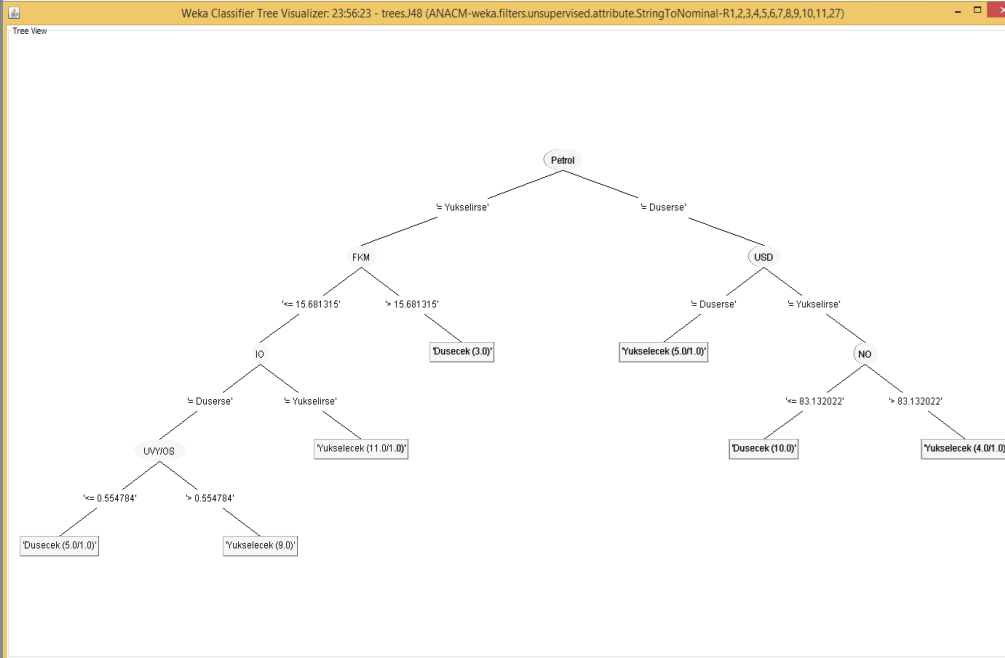 Weka Classifier Tree Visualizer: 23:56:23 - trees.J48 (ANACM-weka.filters.unsupervised.attribute.StringToNominal-R1,2,3,4,5,6,7,8,9,10,11,27)
Tree View
Petrol
'= Yukselirse'
'= Duserse'
FKM
USD
'<= 15.681315'
'> 15.681315'
'= Duserse'
'= Yukselirse'
IO
'Dusecek (3.0)'
'Yukselecek (5.0/1.0)'
NO
'= Duserse'
'= Yukselirse'
'<= 83.132022'
'> 83.132022'
UVY/OS
'Yukselecek (11.0/1.0)'
'Dusecek (10.0)'
'Yukselecek (4.0/1.0)'
'<= 0.554784'
'> 0.554784'
'Dusecek (5.0/1.0)'
'Yukselecek (9.0)'